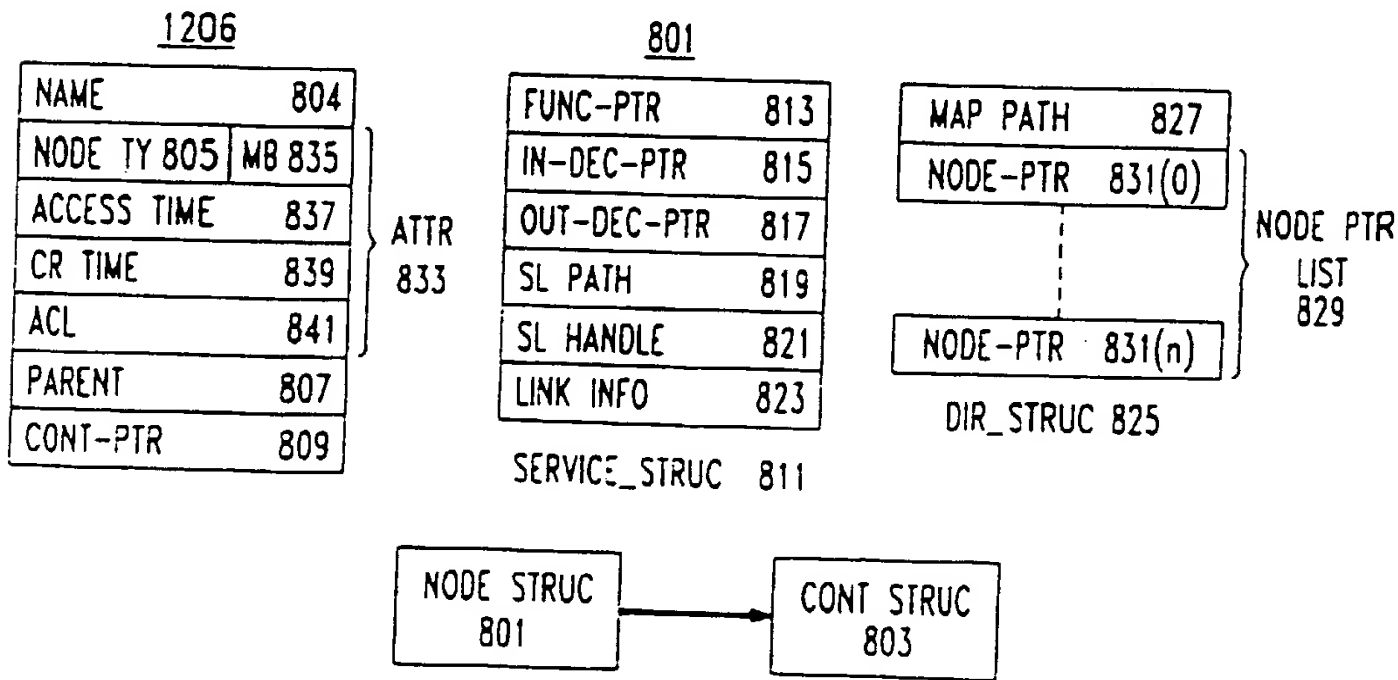 1206
NAME 804
NODE TY 805 MB 835
ACCESS TIME 837
CR TIME 839
ACL 841
PARENT 807
CONT-PTR 809
ATTR
833
801
FUNC-PTR 813
IN-DEC-PTR 815
OUT-DEC-PTR 817
SL PATH 819
SL HANDLE 821
LINK INFO 823
SERVICE_STRUC 811
MAP PATH 827
NODE-PTR 831(0)
NODE-PTR 831(n)
NODE PTR
LIST
829
DIR_STRUC 825
NODE STRUC
801
CONT STRUC
803